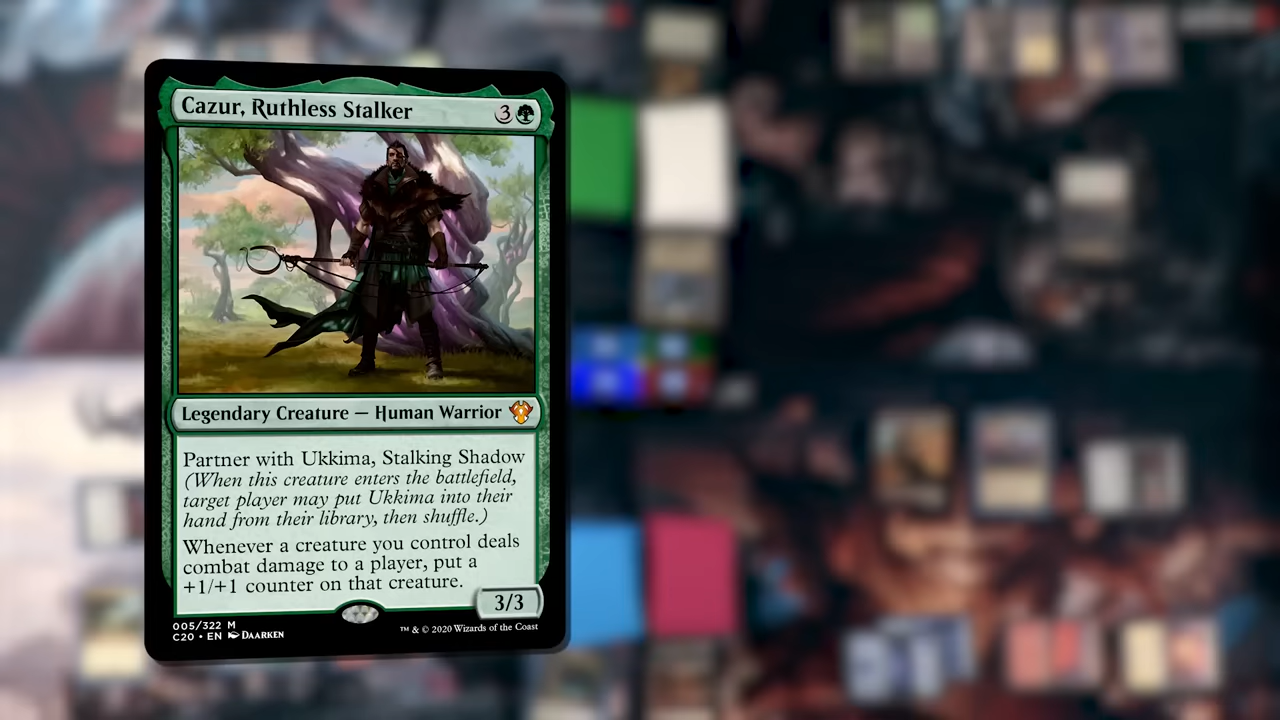 Cazur, Ruthless Stalker 3
Legendary Creature — Human Warrior
Partner with Ukkima, Stalking Shadow
(When this creature enters the battlefield,
target player may put Ukkima into their
hand from their library, then shuffle.)
Whenever a creature you control deals
combat damage to a player, put a
+1/+1 counter on that creature.
3/3
005/322 M
C20 • EN DAARKEN
™ & © 2020 Wizards of the Coast